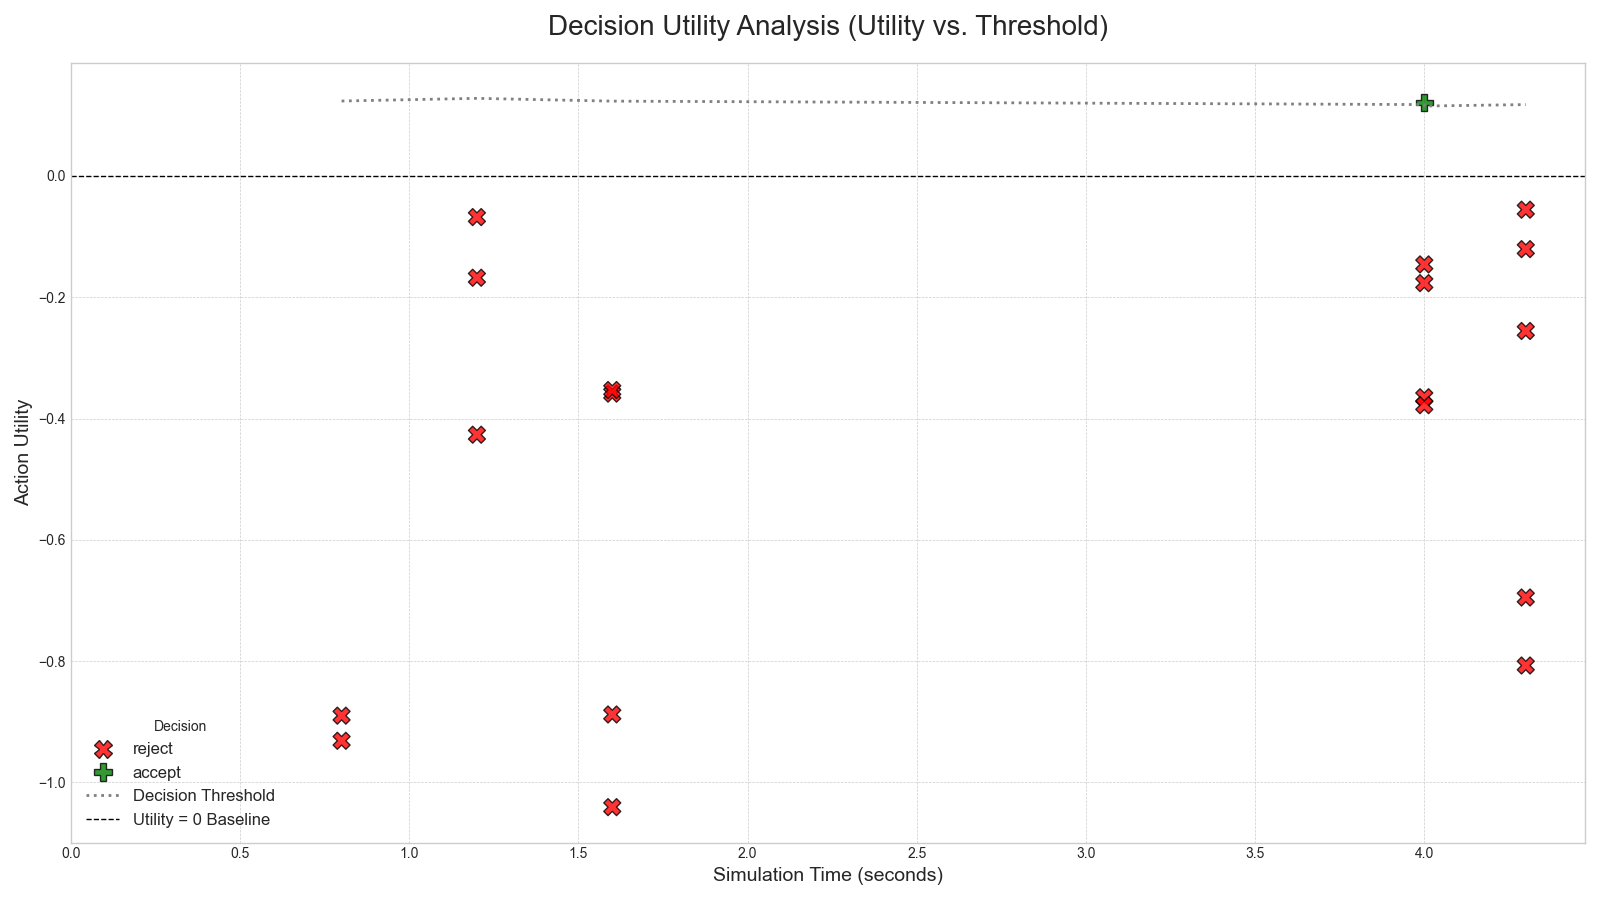 Decision Utility Analysis (Utility vs. Threshold)
Action Utility
0.0
−0.2
−0.4
−0.6
−0.8
−1.0
Decision
reject
accept
Decision Threshold
Utility = 0 Baseline
0.0 0.5 1.0 1.5 2.0 2.5 3.0 3.5 4.0
Simulation Time (seconds)